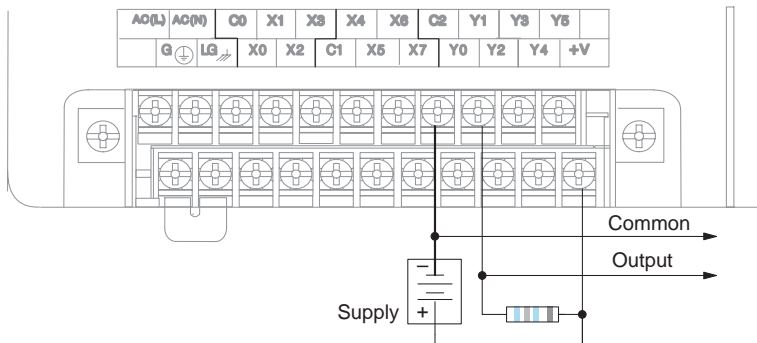 AC(L) AC(N) C0 X1 X3 X4 X6 C2 Y1 Y3 Y5
G LG X0 X2 C1 X5 X7 Y0 Y2 Y4 +V
Common
Output
−
Supply +